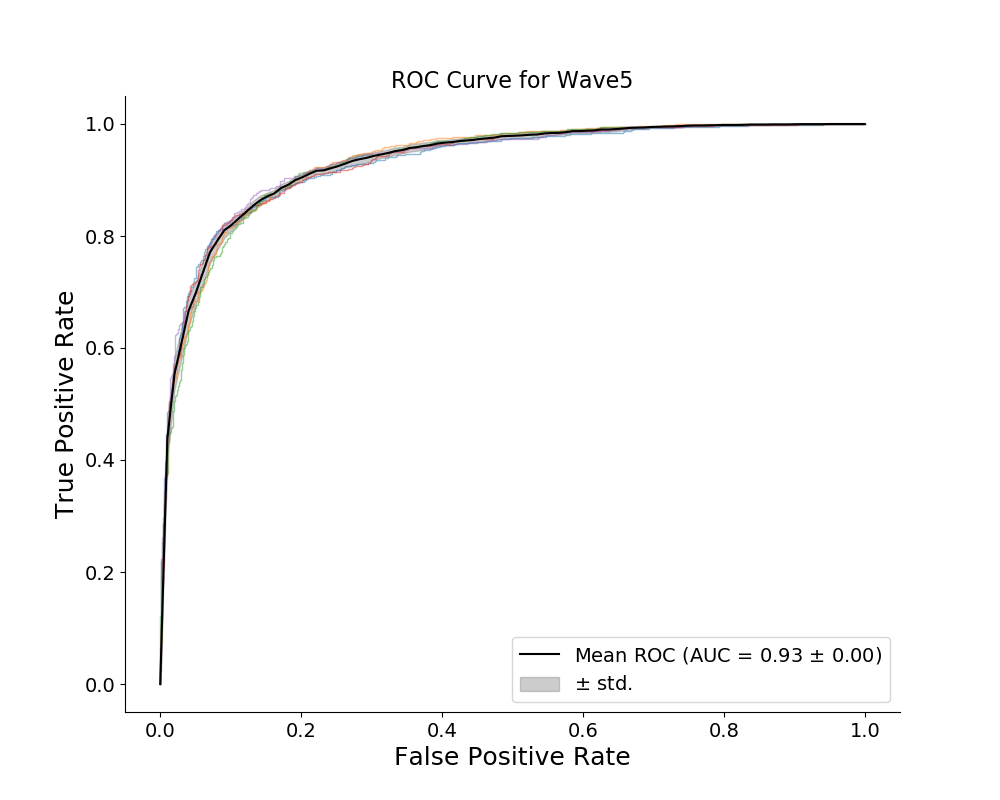 ROC Curve for Wave5
True Positive Rate
1.0
0.8
0.6
0.4
0.2
0.0
Mean ROC (AUC = 0.93 ± 0.00)
± std.
0.0 0.2 0.4 0.6 0.8 1.0
False Positive Rate